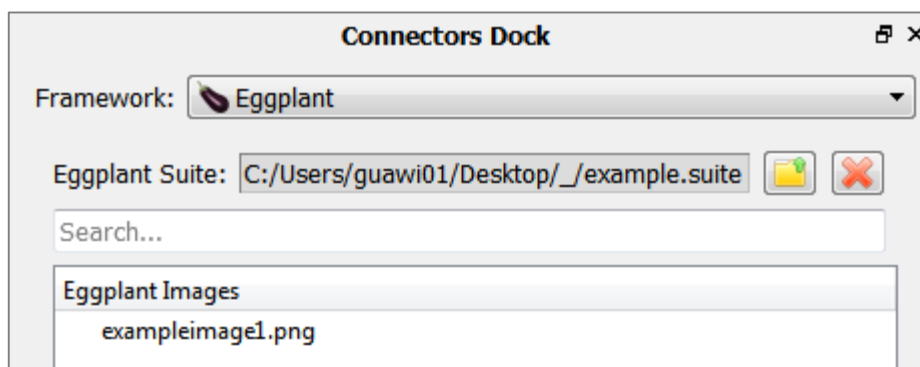 Connectors Dock
Framework: Eggplant
Eggplant Suite: C:/Users/guawi01/Desktop/_/example.suite
Search...
Eggplant Images
exampleimage1.png